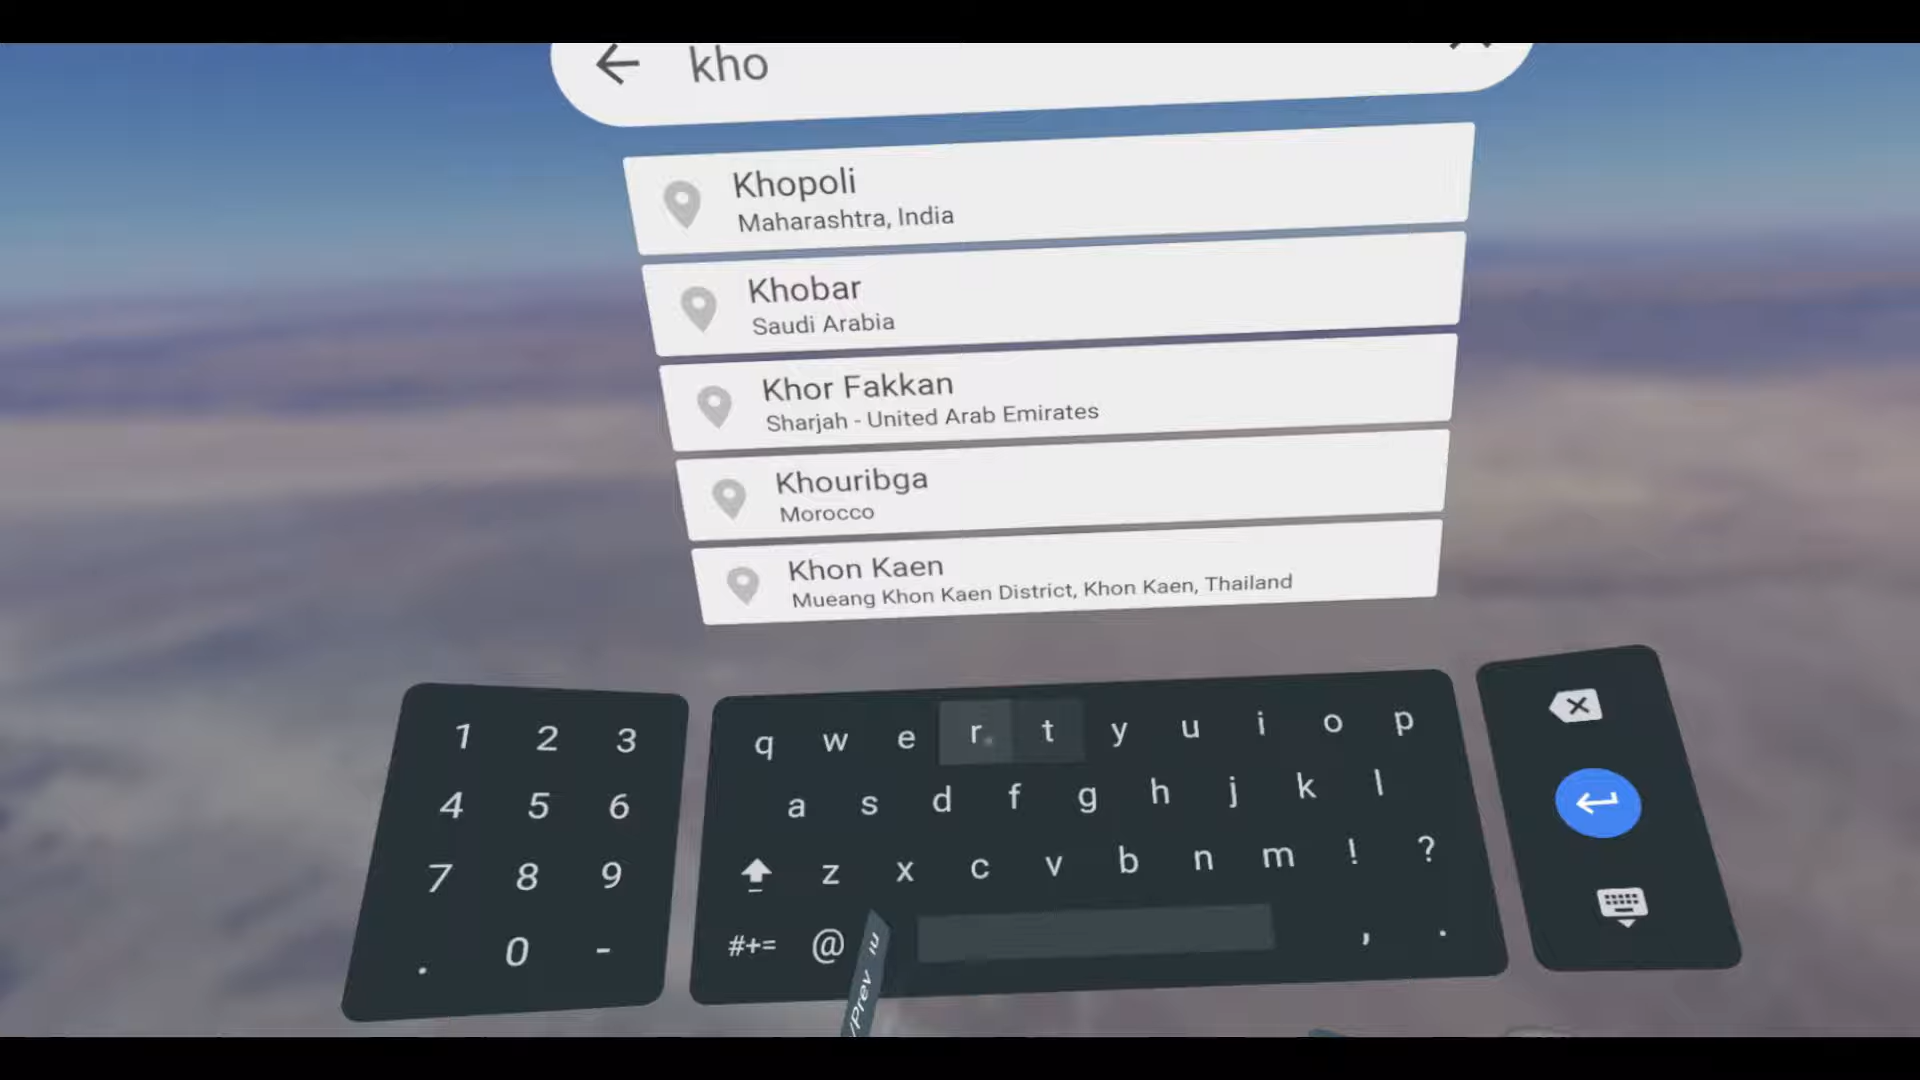 kho
Khopoli
Maharashtra, India
Khobar
Saudi Arabia
Khor Fakkan
Sharjah - United Arab Emirates
Khouribga
Morocco
Khon Kaen
Mueang Khon Kaen District, Khon Kaen, Thailand
1 2 3
4 5 6
7 8 9
. 0 -
q w e r t y u i o p
a s d f g h j k l
z x c v b n m ! ?
#+= @ , .
/Prev